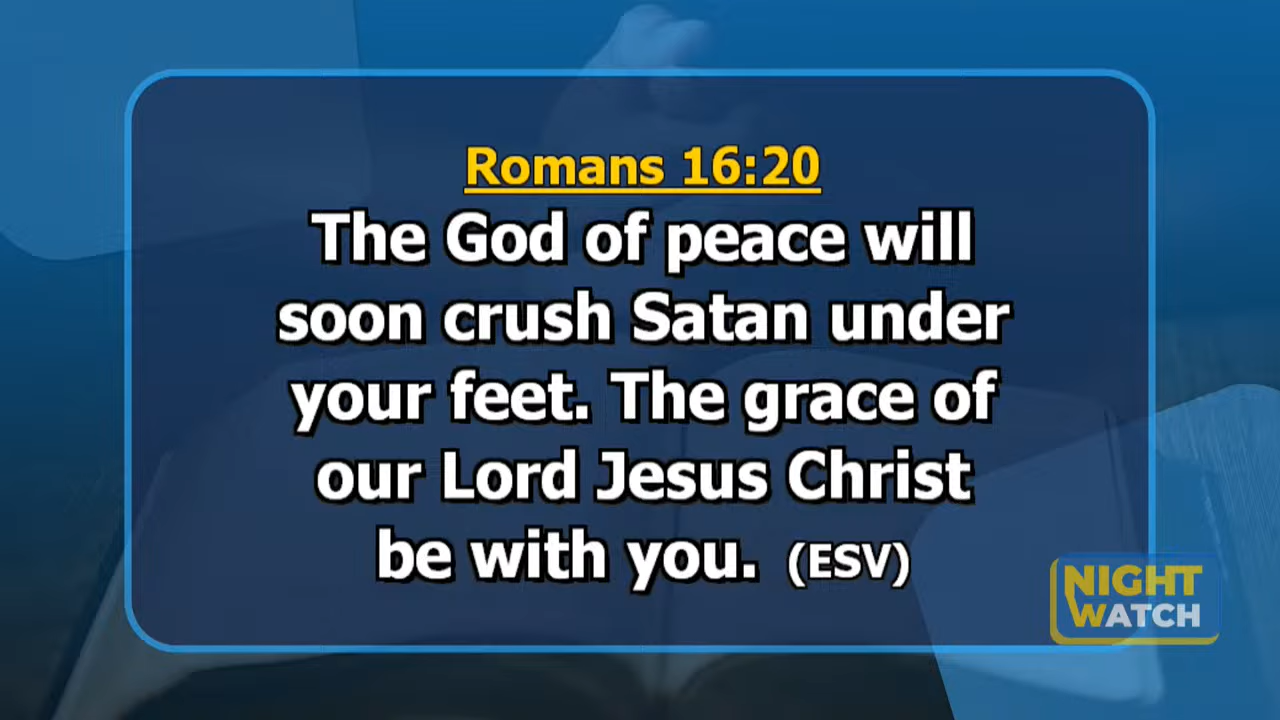 Romans 16:20
The God of peace will
soon crush Satan under
your feet. The grace of
our Lord Jesus Christ
be with you. (ESV)
NIGHT
WATCH